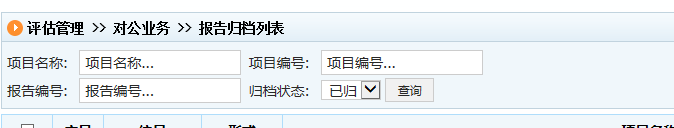 评估管理 >> 对公业务 >> 报告归档列表
项目名称: 项目名称... 项目编号: 项目编号...
报告编号: 报告编号... 归档状态: 已归 查询